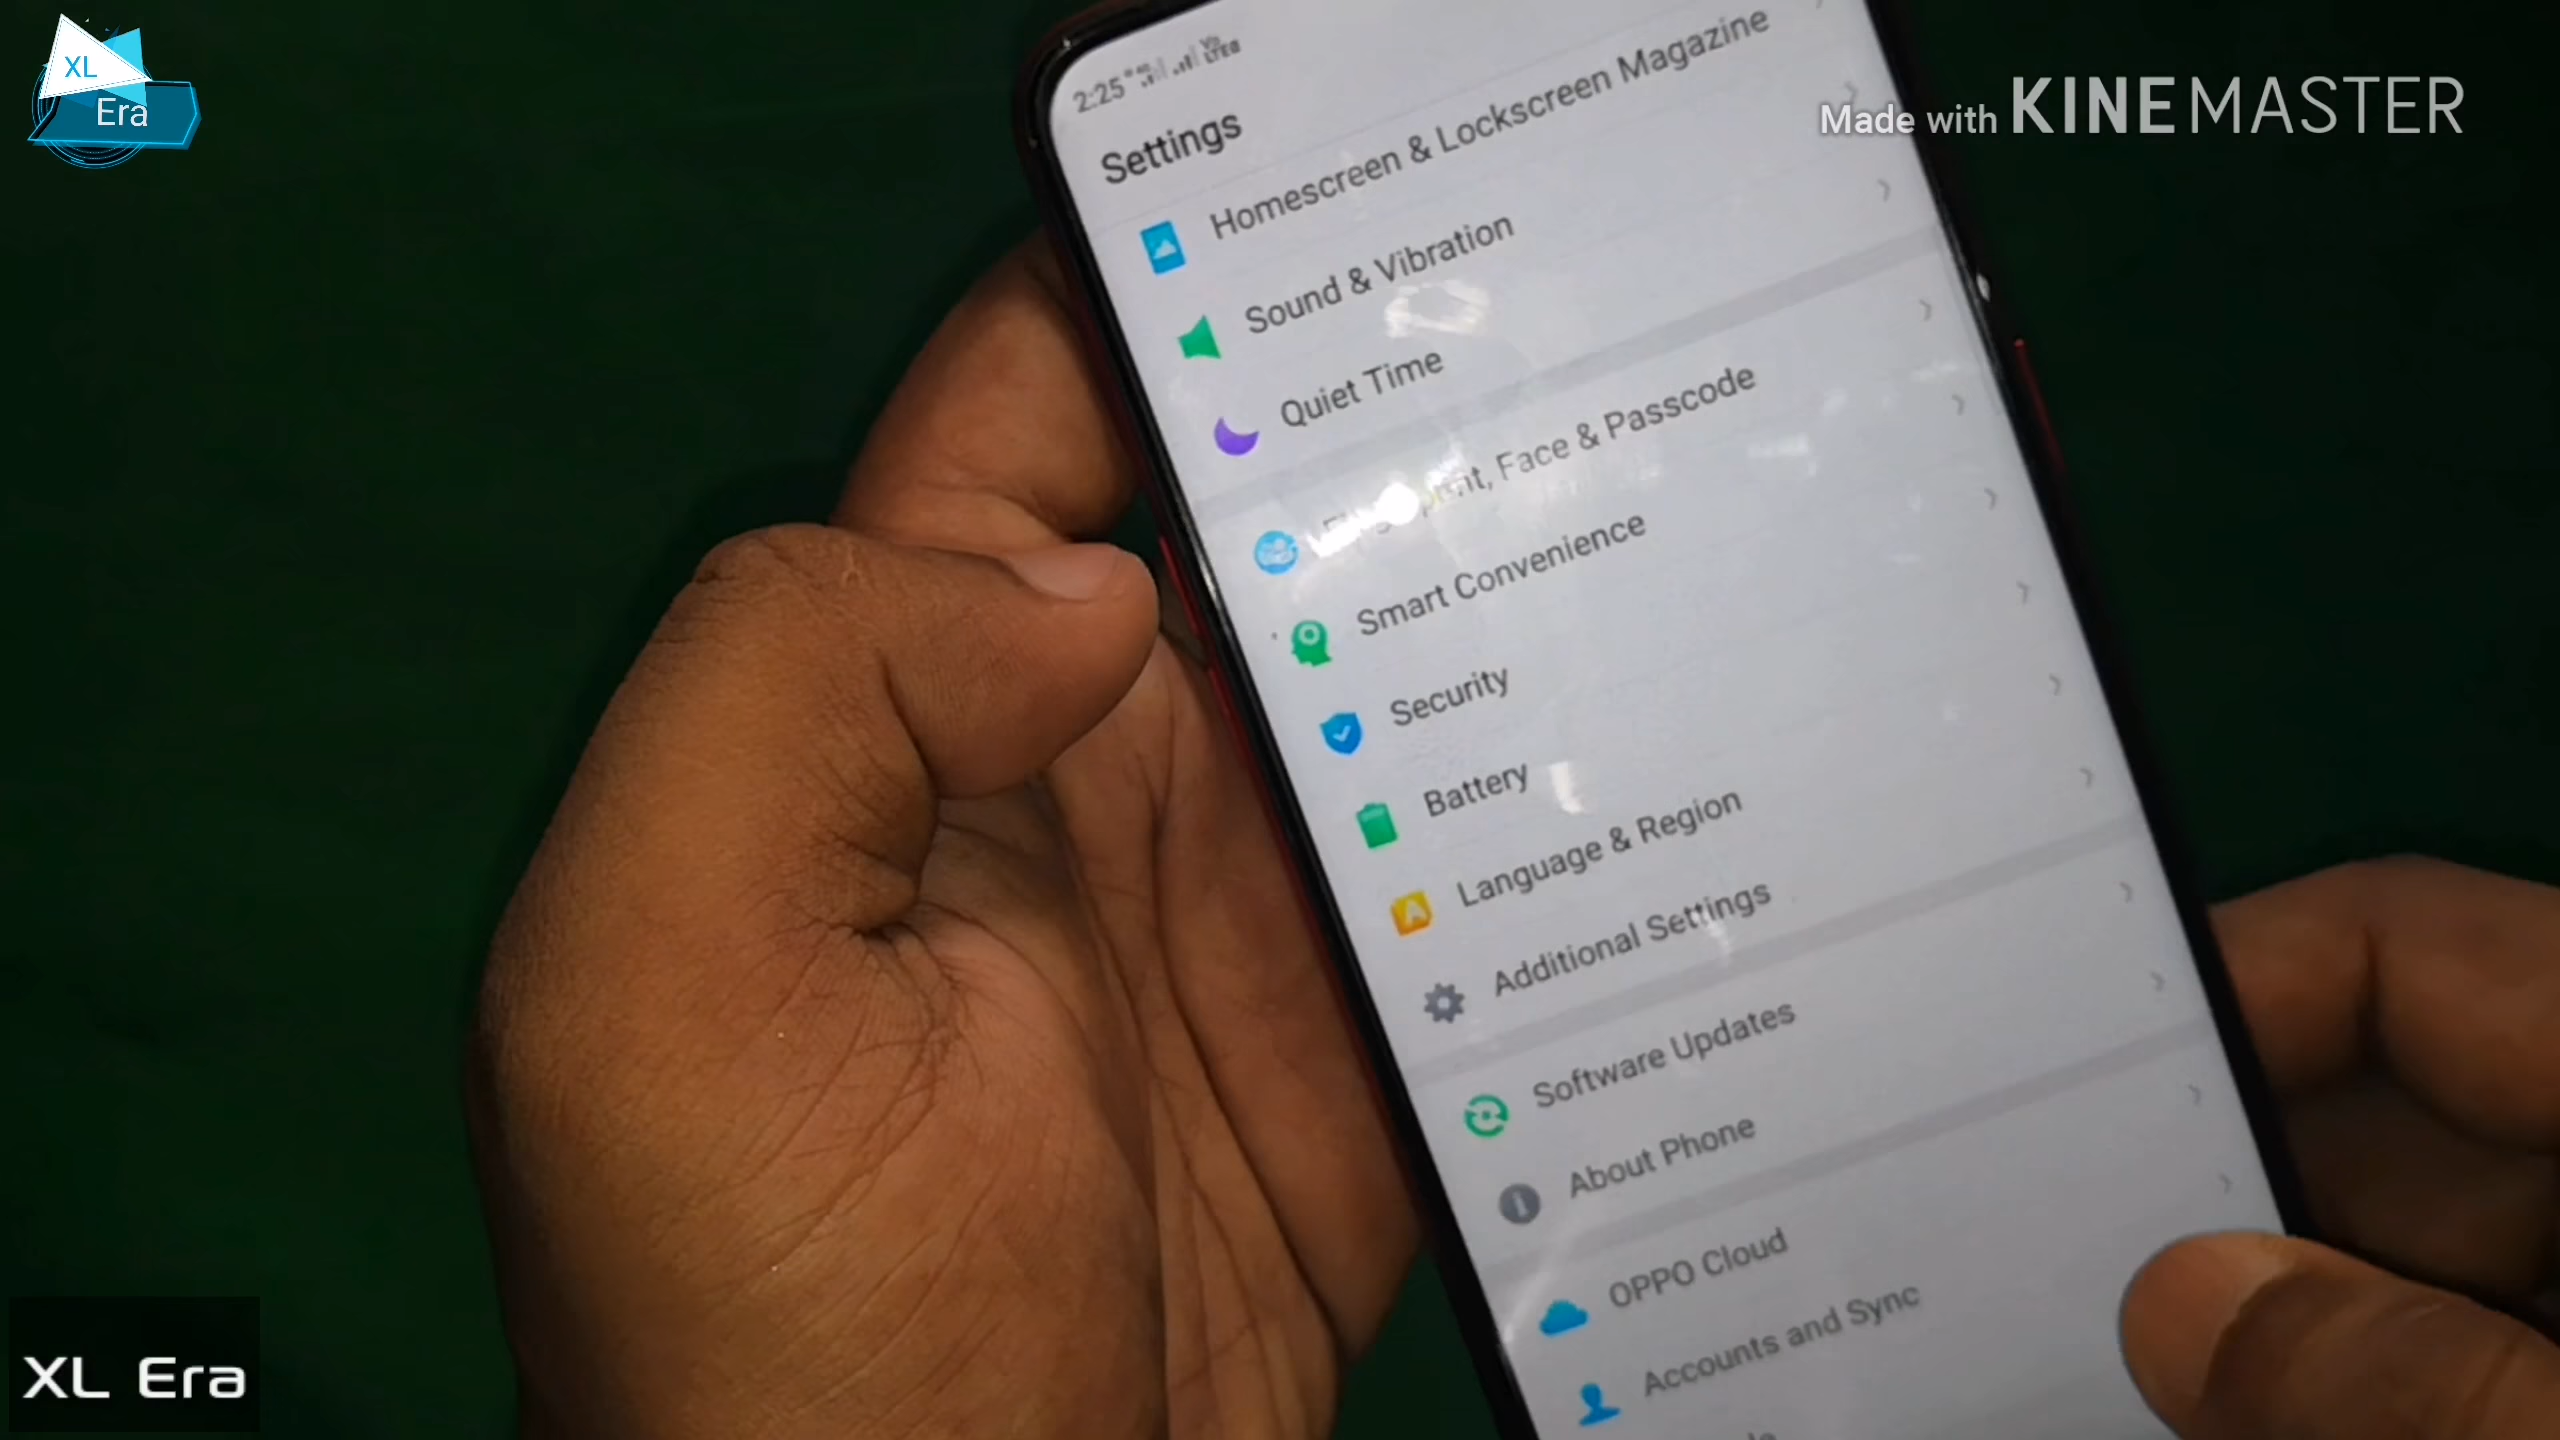 XL
Era
Made with KINEMASTER
2:25
Settings
Homescreen & Lockscreen Magazine
Sound & Vibration
Quiet Time
Fingerprint, Face & Passcode
Smart Convenience
Security
Battery
Language & Region
Additional Settings
Software Updates
About Phone
OPPO Cloud
Accounts and Sync
XL Era